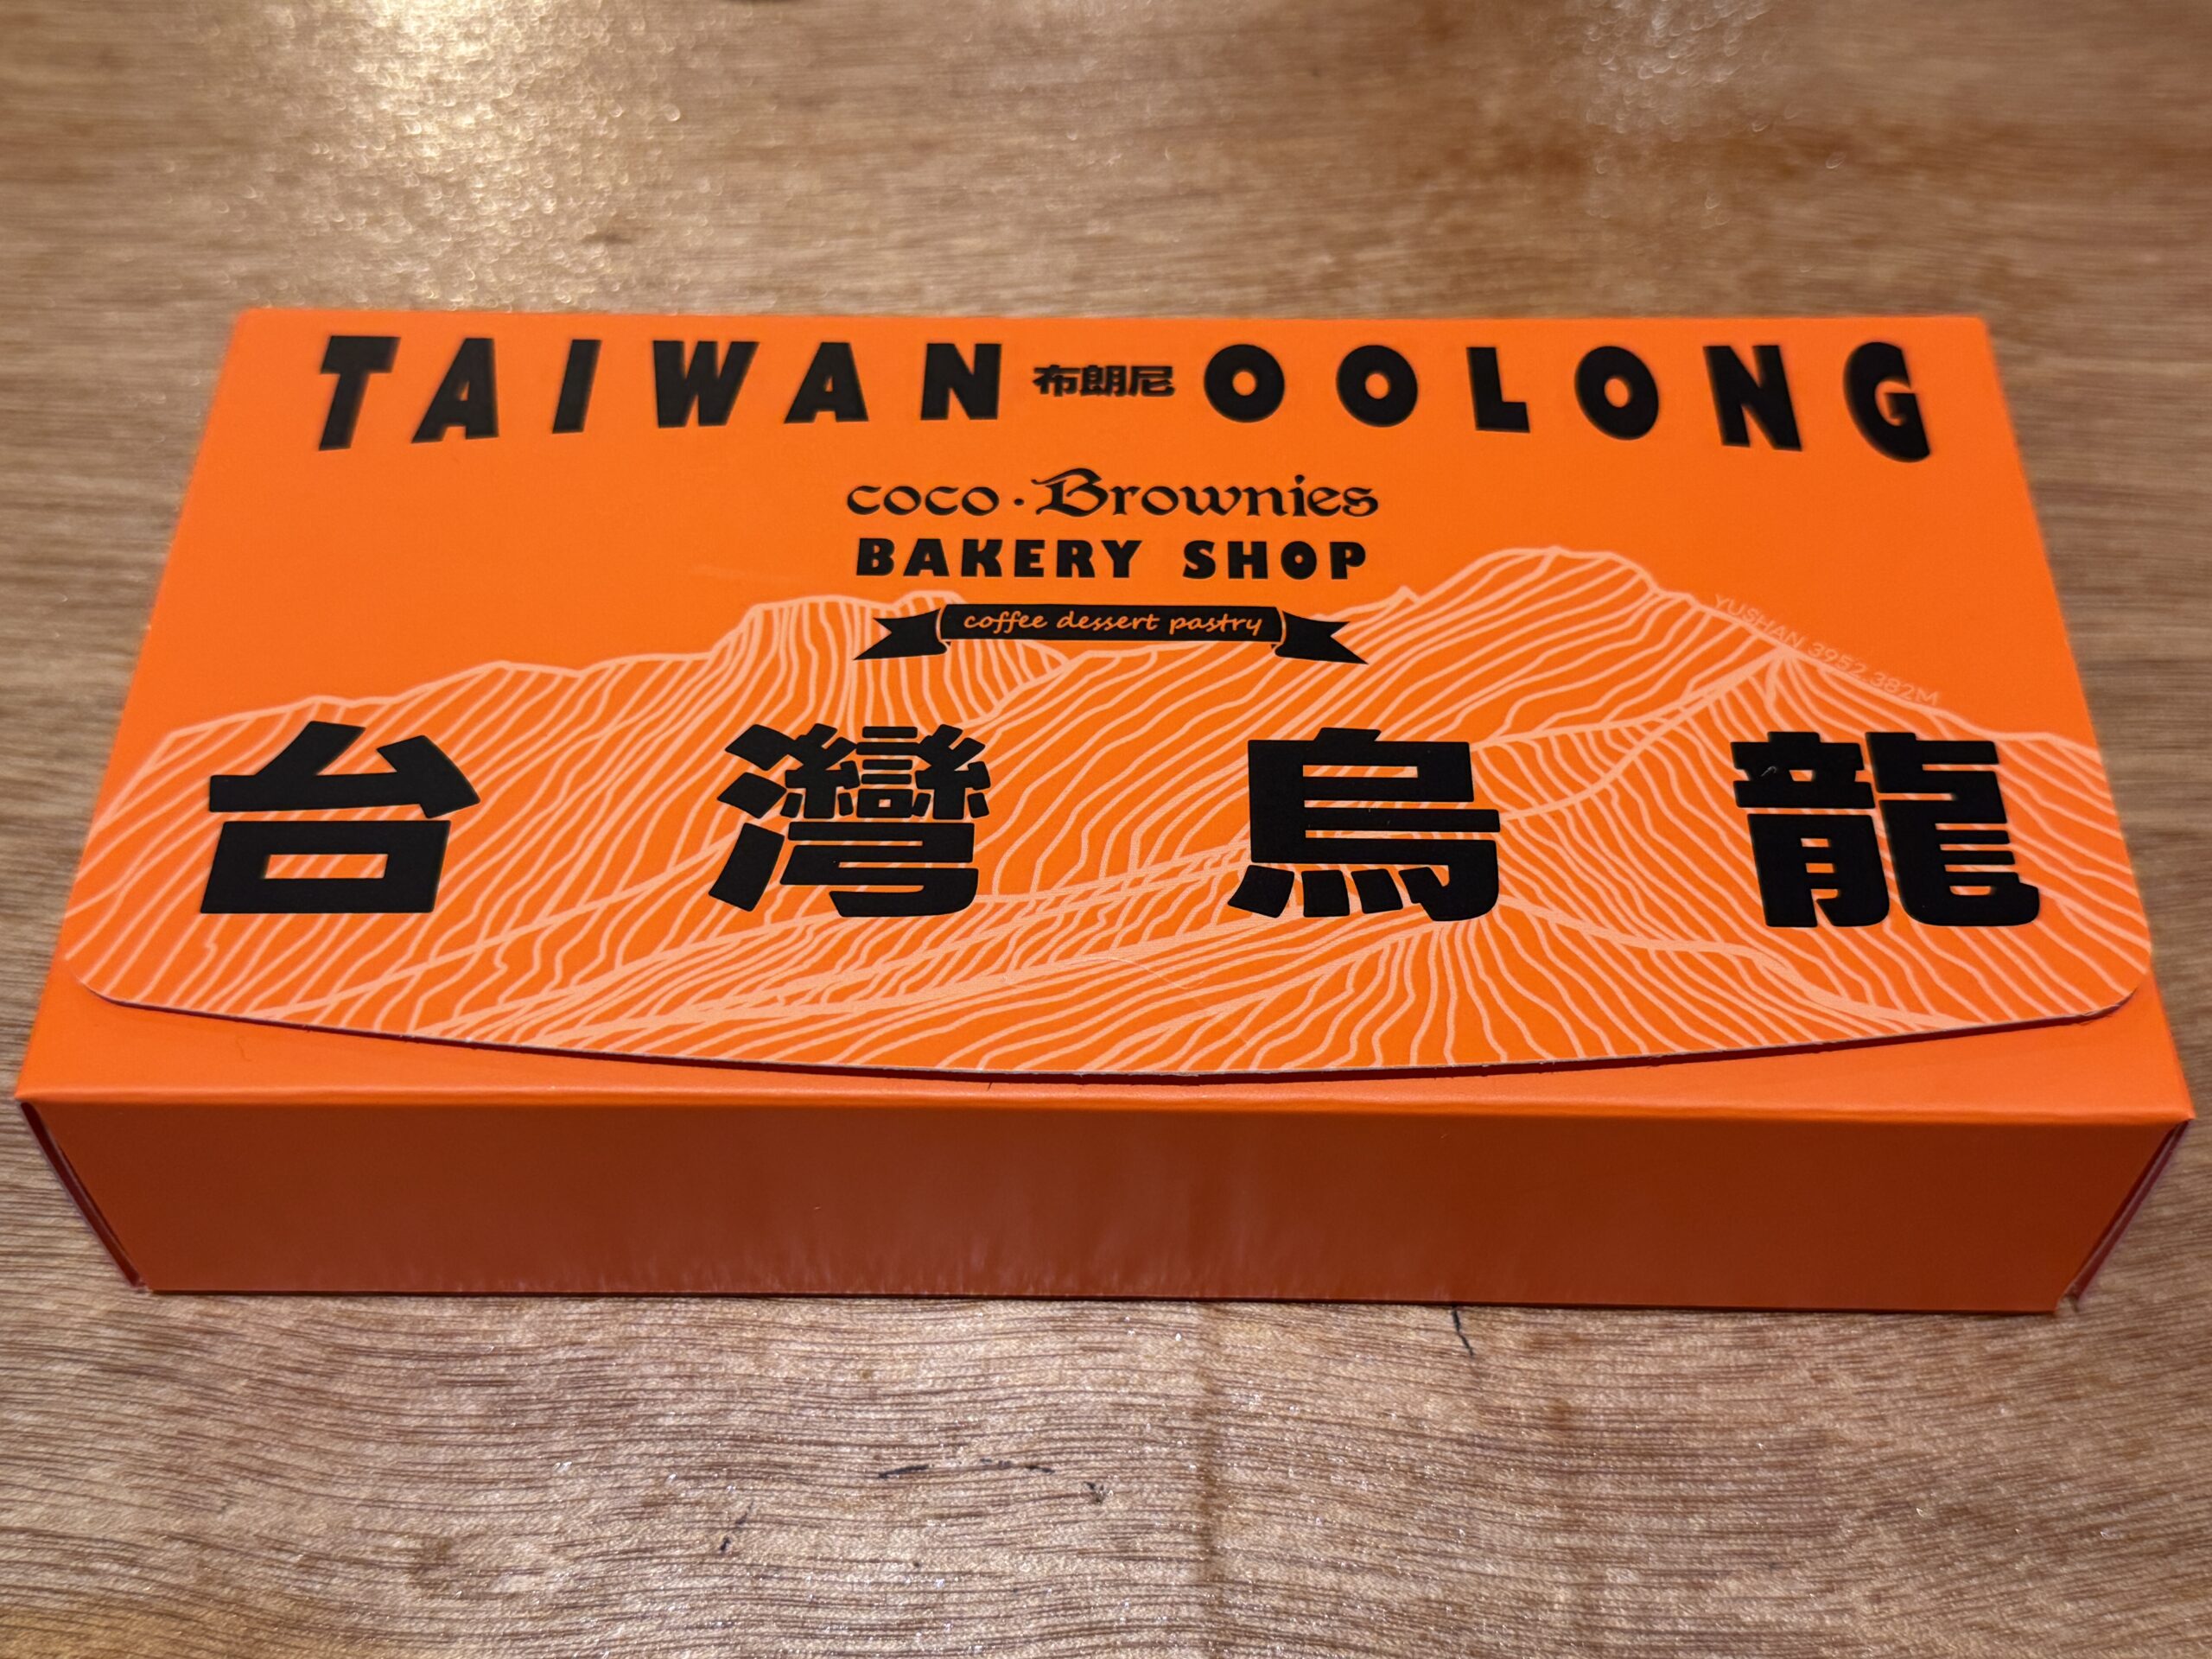 TAIWAN 布朗尼 OOLONG
coco·Brownies
BAKERY SHOP
coffee dessert pastry
YUSHAN 3952.382M
台灣烏龍